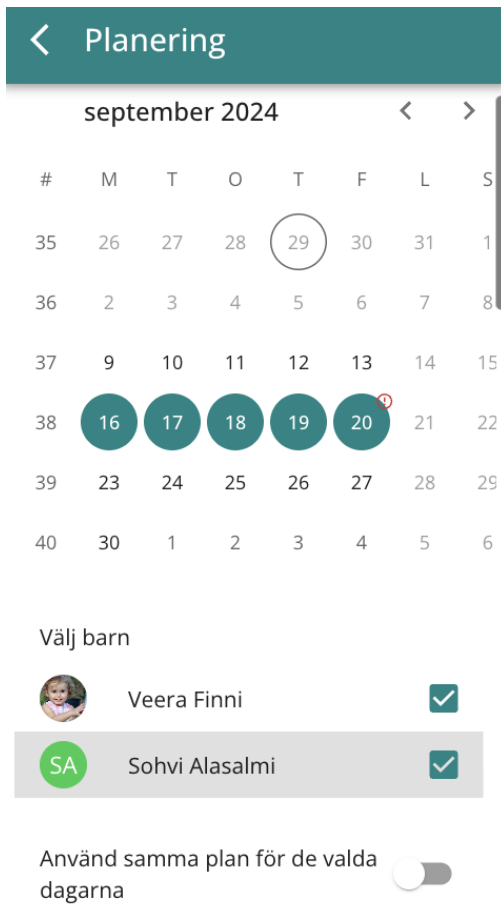 Planering
september 2024
# M T O T F L S
35 26 27 28 29 30 31 1
36 2 3 4 5 6 7 8
37 9 10 11 12 13 14 15
38 16 17 18 19 20 21 22
39 23 24 25 26 27 28 29
40 30 1 2 3 4 5 6
Välj barn
Veera Finni
SA Sohvi Alasalmi
Använd samma plan för de valda
dagarna